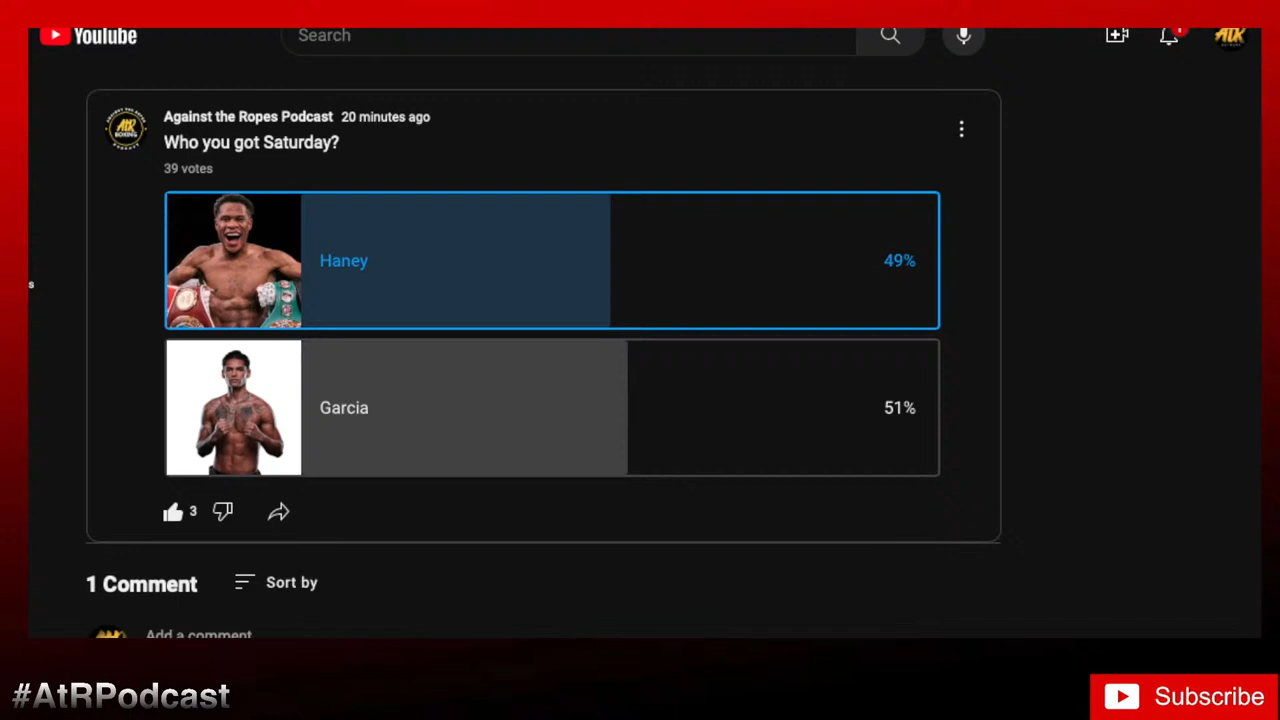 YouTube
Search
ATR
Against the Ropes Podcast 20 minutes ago
Who you got Saturday?
39 votes
Haney
49%
Garcia
51%
3
1 Comment
Sort by
Add a comment
#AtRPodcast
Subscribe